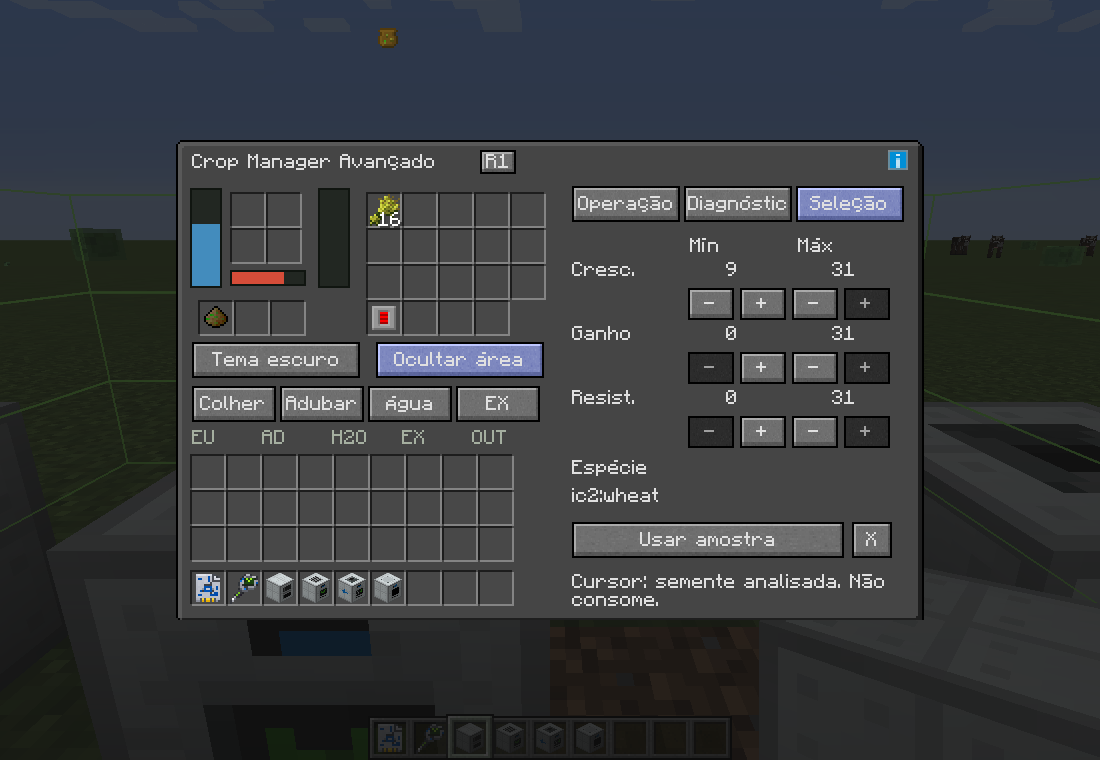 Crop Manager Avançado
R1
i
16
Operação
Diagnóstic
Seleção
Mín
Máx
Cresc.
9
31
-
+
-
+
Ganho
0
31
-
+
-
+
Resist.
0
31
-
+
-
+
Tema escuro
Ocultar área
Colher
Adubar
Água
EX
EU
AD
H2O
EX
OUT
Espécie
ic2:wheat
Usar amostra
X
Cursor: semente analisada. Não
consome.